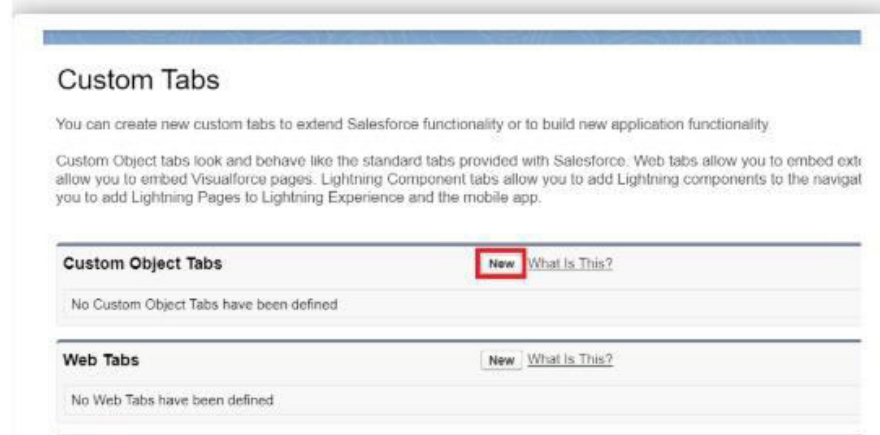 Custom Tabs
You can create new custom tabs to extend Salesforce functionality or to build new application functionality.
Custom Object tabs look and behave like the standard tabs provided with Salesforce. Web tabs allow you to embed exte
allow you to embed Visualforce pages. Lightning Component tabs allow you to add Lightning components to the navigat
you to add Lightning Pages to Lightning Experience and the mobile app.
Custom Object Tabs New What Is This?
No Custom Object Tabs have been defined
Web Tabs New What Is This?
No Web Tabs have been defined